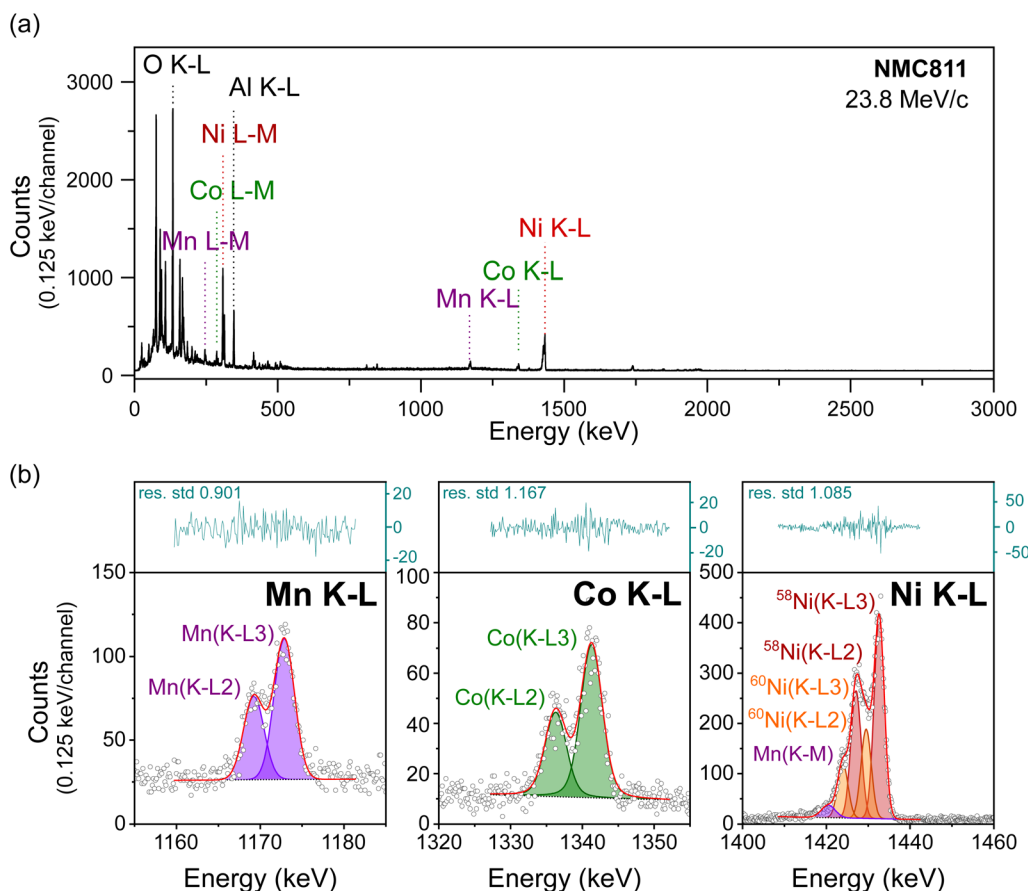 (a)
O K-L
Al K-L
Ni L-M
Co L-M
Mn L-M
Mn K-L
Co K-L
Ni K-L
NMC811
23.8 MeV/c
Counts
(0.125 keV/channel)
3000
2000
1000
0
0 500 1000 1500 2000 2500 3000
Energy (keV)
(b)
res. std 0.901
20
0
-20
Mn K-L
Mn(K-L3)
Mn(K-L2)
Counts
(0.125 keV/channel)
150
100
50
0
1160 1170 1180
Energy (keV)
res. std 1.167
20
0
-20
Co K-L
Co(K-L3)
Co(K-L2)
100
80
60
40
20
0
1320 1330 1340 1350
Energy (keV)
res. std 1.085
50
0
-50
Ni K-L
⁵⁸Ni(K-L3)
⁵⁸Ni(K-L2)
⁶⁰Ni(K-L3)
⁶⁰Ni(K-L2)
Mn(K-M)
500
400
300
200
100
0
1400 1420 1440 1460
Energy (keV)